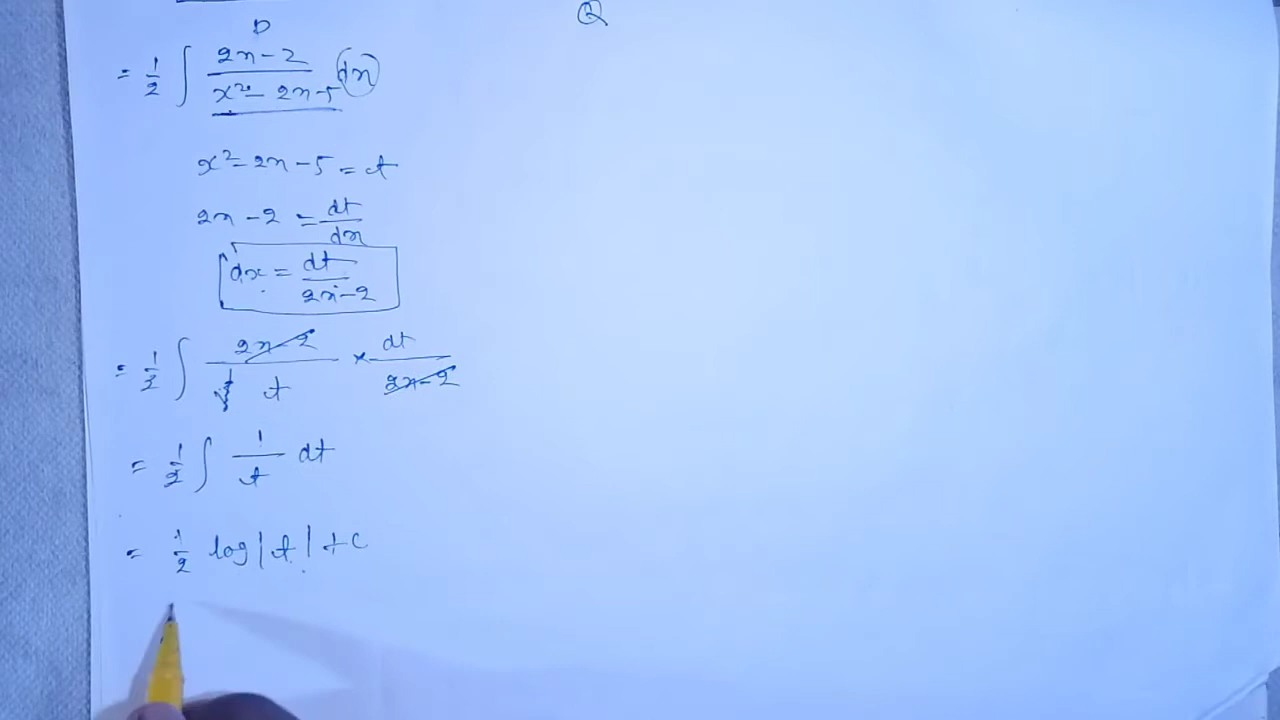 D
Q
= 1/2 ∫ (2x-2)/(x²-2x-5) dx
x²-2x-5 = t
2x-2 = dt/dx
dx = dt/(2x-2)
= 1/2 ∫ (2x-2)/t × dt/(2x-2)
= 1/2 ∫ 1/t dt
= 1/2 log|t| + c